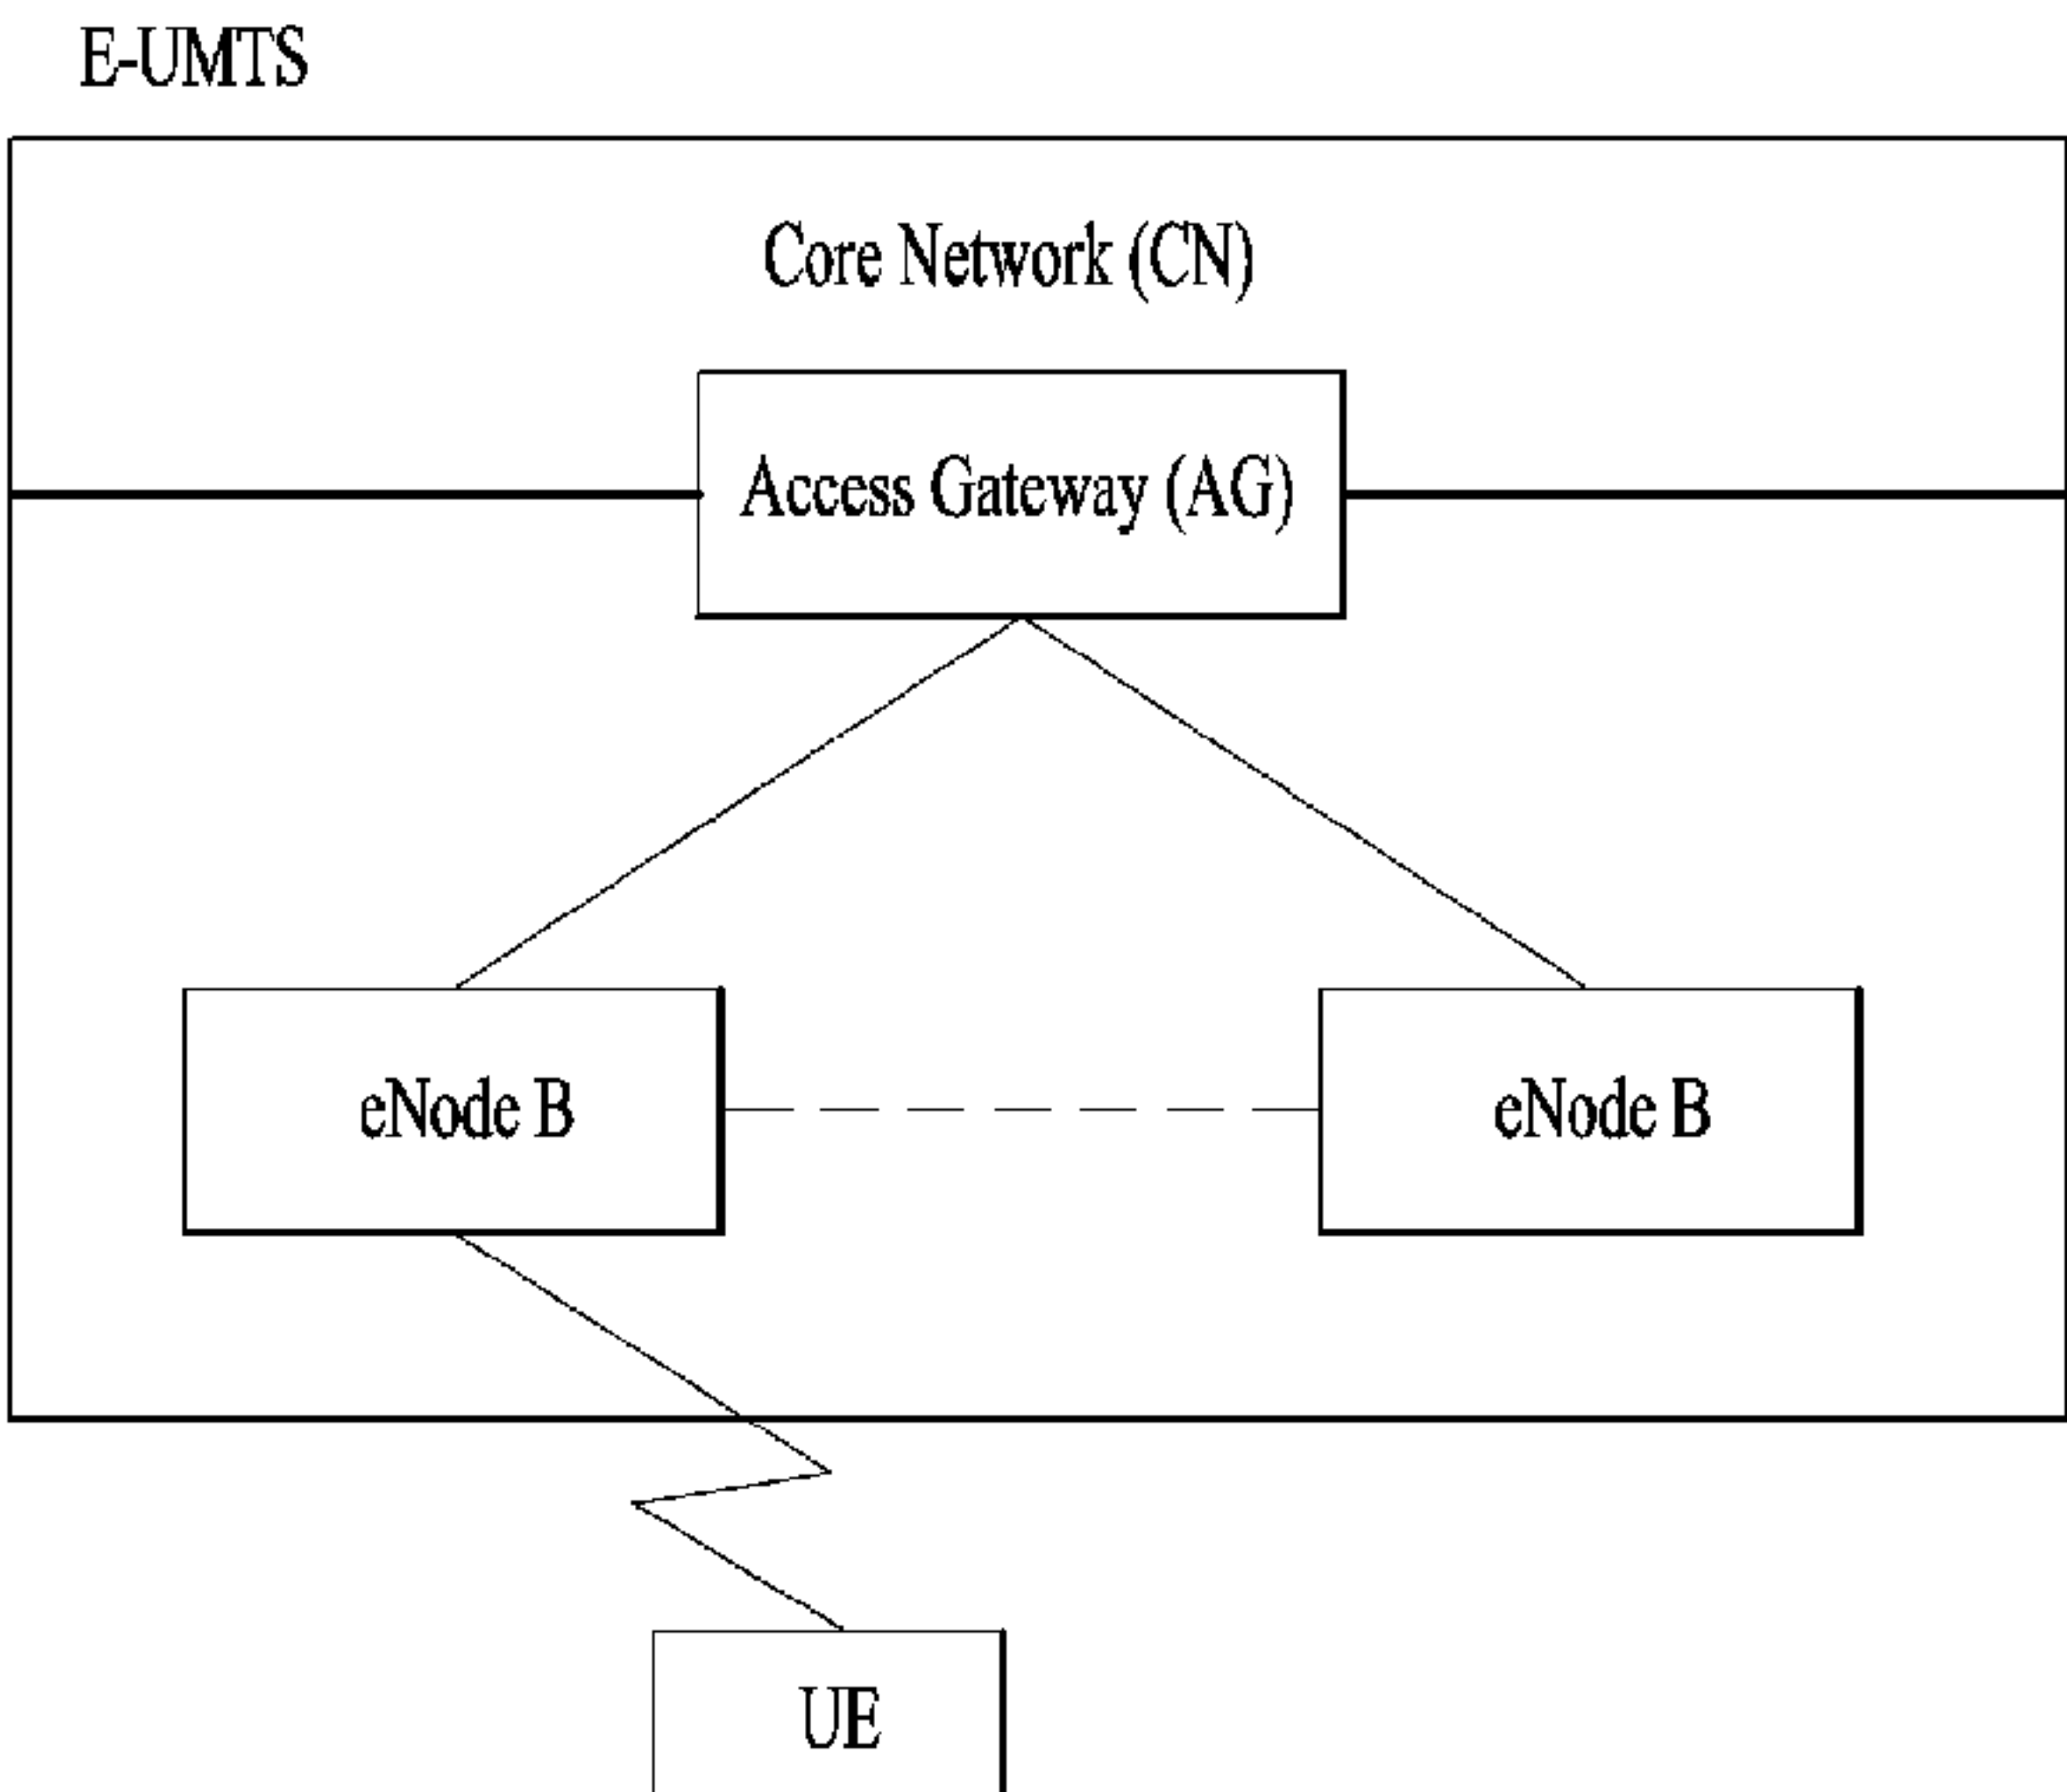 E-UMTS
Core Network (CN)
Access Gateway (AG)
eNode B
eNode B
UE